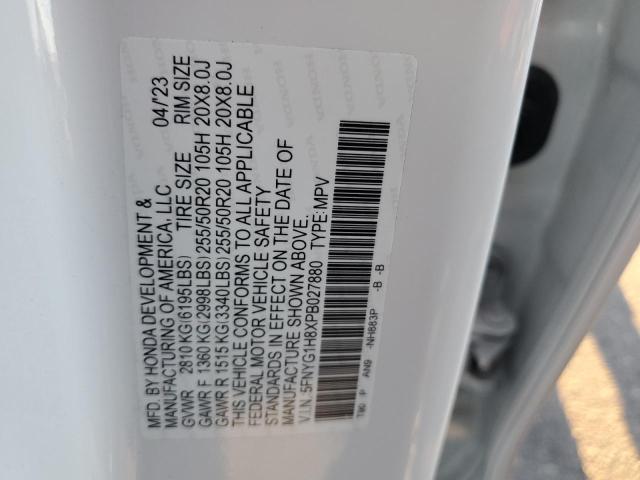 MFD. BY HONDA DEVELOPMENT &
MANUFACTURING OF AMERICA, LLC 04/'23
GVWR 2810 KG(6195LBS) TIRE SIZE RIM SIZE
GAWR F 1360 KG(2998LBS) 255/50R20 105H 20X8.0J
GAWR R 1515 KG(3340LBS) 255/50R20 105H 20X8.0J
THIS VEHICLE CONFORMS TO ALL APPLICABLE
FEDERAL MOTOR VEHICLE SAFETY
STANDARDS IN EFFECT ON THE DATE OF
MANUFACTURE SHOWN ABOVE.
V.I.N. 5FNYG1H8XPB027880 TYPE:MPV
-B -B
T90 P AN9 -NH883P
HONDA